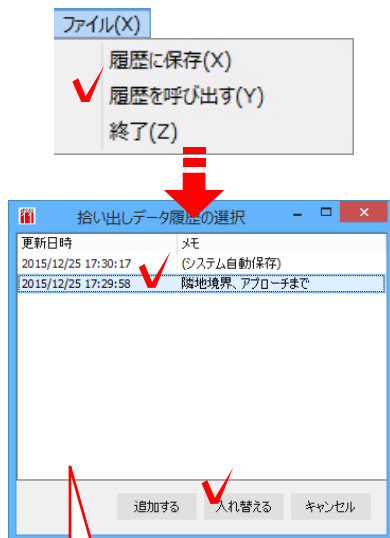 ファイル(X)
履歴に保存(X)
履歴を呼び出す(Y)
終了(Z)
拾い出しデータ履歴の選択
更新日時 メモ
2015/12/25 17:30:17 (システム自動保存)
2015/12/25 17:29:58 隣地境界、アプローチまで
追加する 入れ替える キャンセル